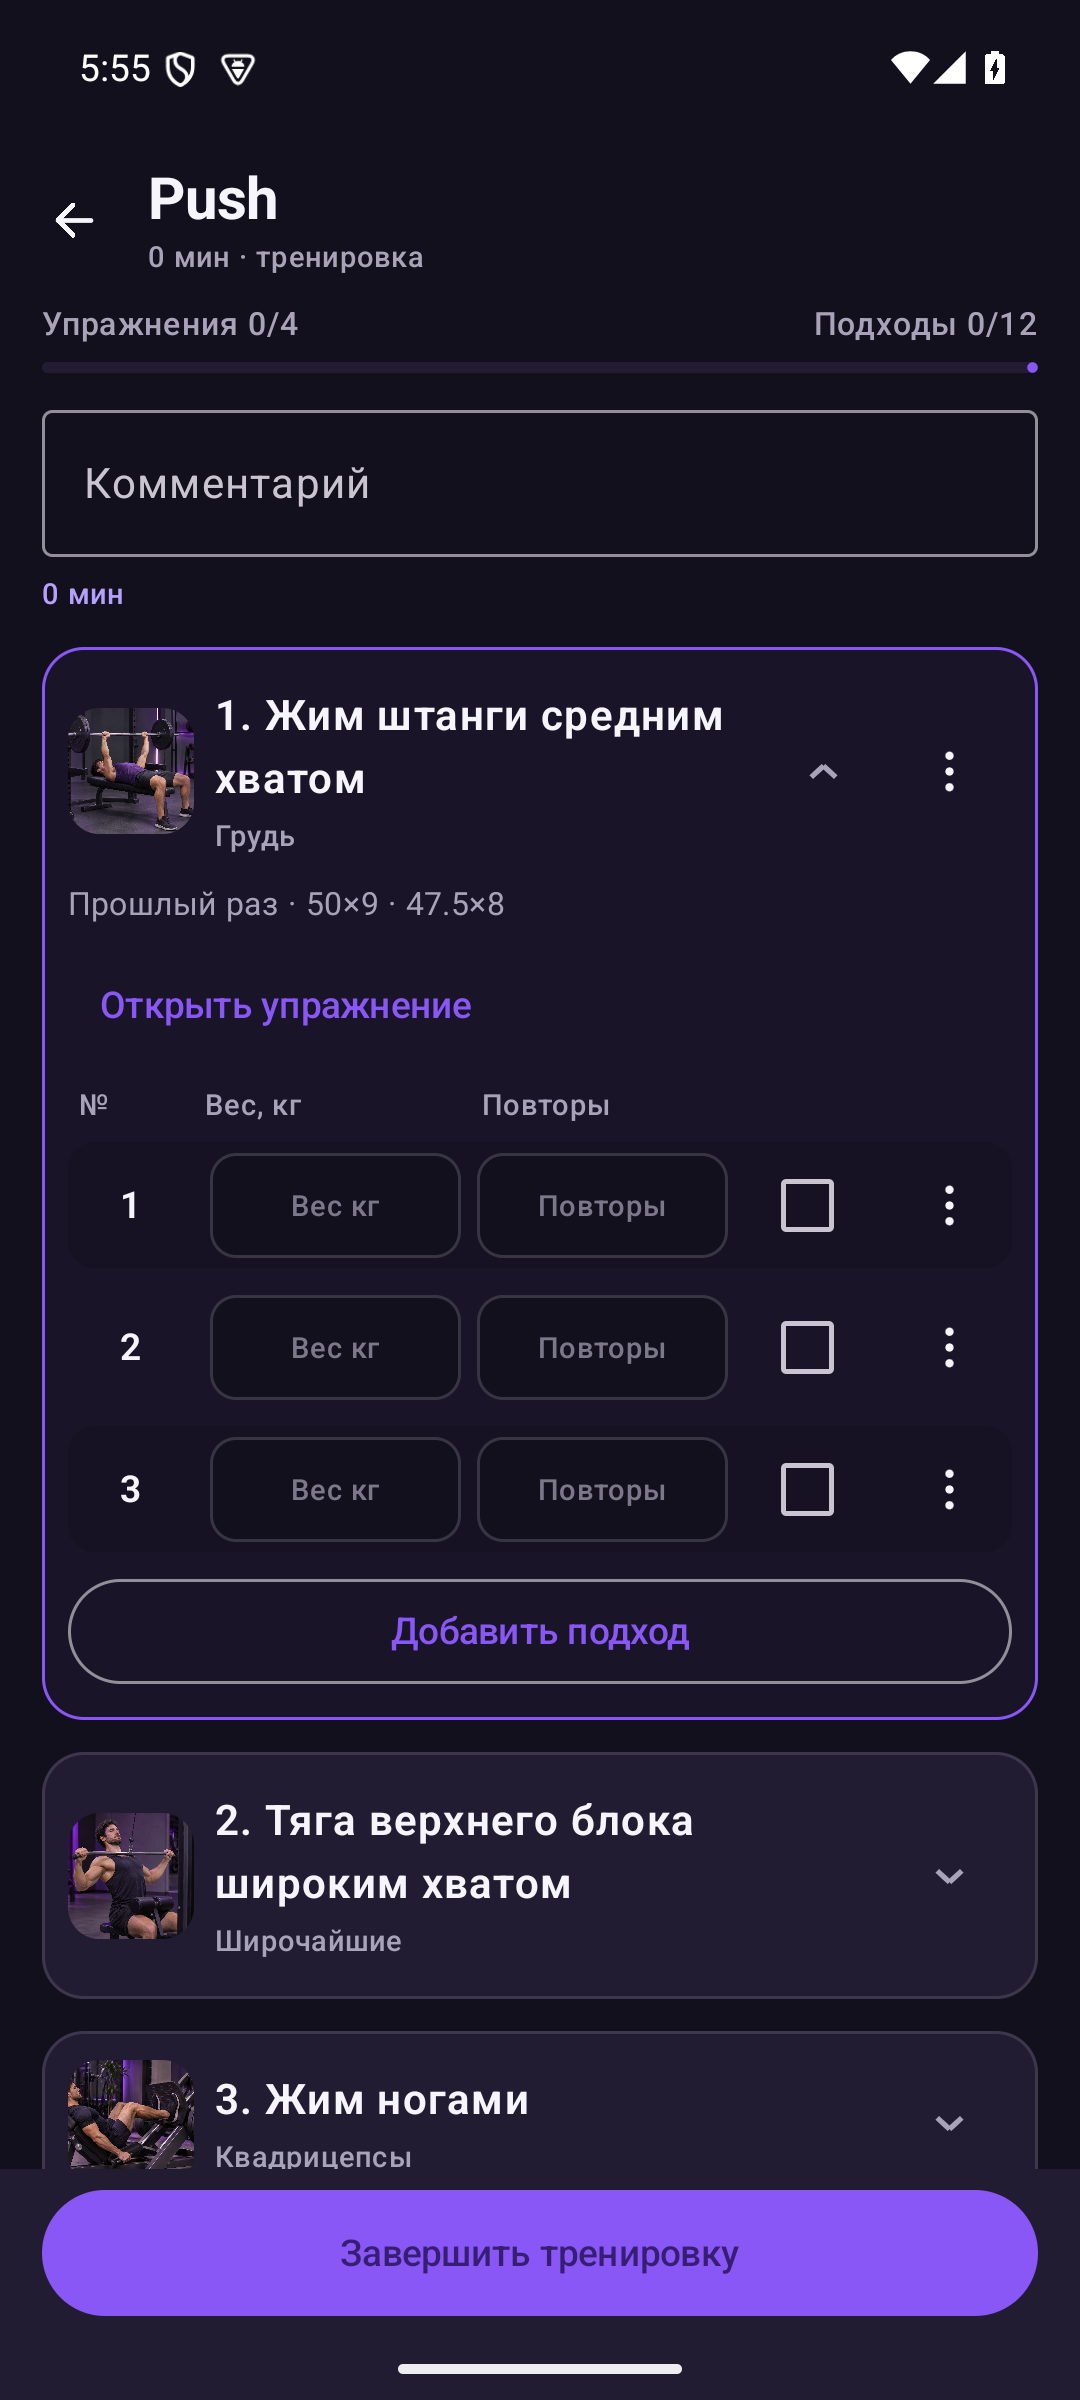 5:55
Push
0 мин · тренировка
Упражнения 0/4
Подходы 0/12
Комментарий
0 мин
1. Жим штанги средним
хватом
Грудь
Прошлый раз · 50×9 · 47.5×8
Открыть упражнение
№ Вес, кг Повторы
1 Вес кг Повторы
2 Вес кг Повторы
3 Вес кг Повторы
Добавить подход
2. Тяга верхнего блока
широким хватом
Широчайшие
3. Жим ногами
Квадрицепсы
Завершить тренировку